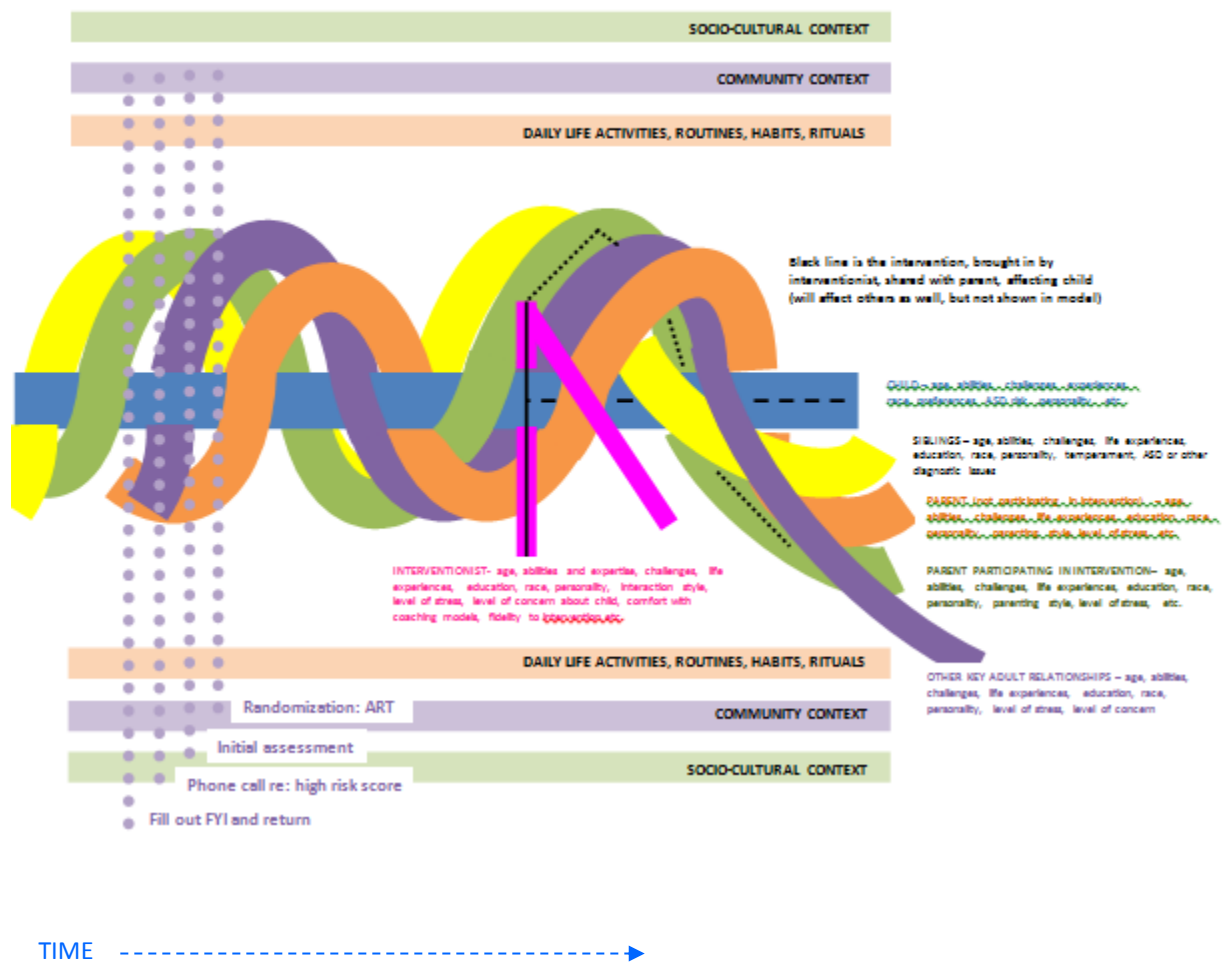 SOCIO-CULTURAL CONTEXT
COMMUNITY CONTEXT
DAILY LIFE ACTIVITIES, ROUTINES, HABITS, RITUALS
Black line is the intervention, brought in by
interventionist, shared with parent, affecting child
(will affect others as well, but not shown in model)
CHILD – age, abilities, challenges, experiences,
race, preferences, ASD risk, personality, etc.
SIBLINGS – age, abilities, challenges, life experiences,
education, race, personality, temperament, ASD or other
diagnostic issues
PARENT (not participating in intervention) – age,
abilities, challenges, life experiences, education, race,
personality, parenting style, level of stress, etc.
INTERVENTIONIST- age, abilities and expertise, challenges, life
experiences, education, race, personality, interaction style,
level of stress, level of concern about child, comfort with
coaching models, fidelity to intervention,etc.
PARENT PARTICIPATING IN INTERVENTION– age,
abilities, challenges, life experiences, education, race,
personality, parenting style, level of stress, etc.
OTHER KEY ADULT RELATIONSHIPS – age, abilities,
challenges, life experiences, education, race,
personality, level of stress, level of concern
DAILY LIFE ACTIVITIES, ROUTINES, HABITS, RITUALS
Randomization: ART
COMMUNITY CONTEXT
Initial assessment
SOCIO-CULTURAL CONTEXT
Phone call re: high risk score
Fill out FYI and return
TIME